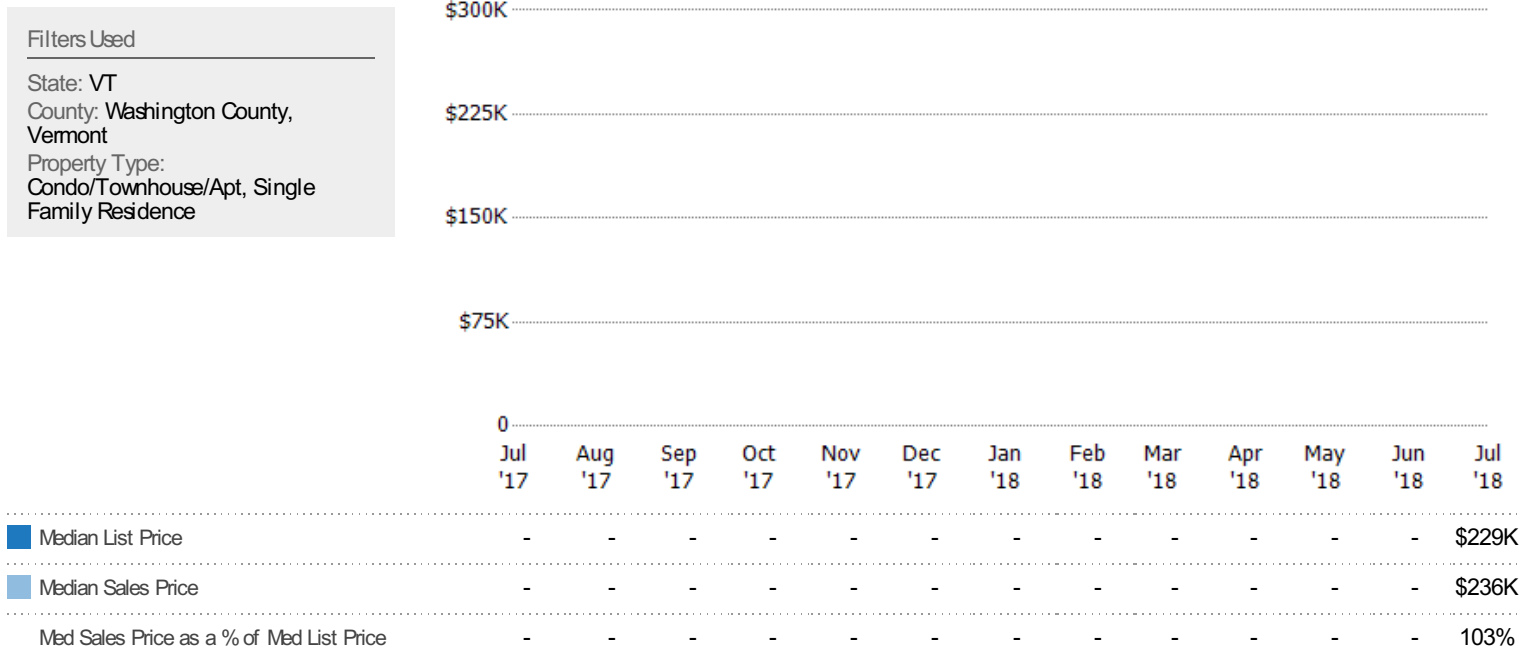 Filters Used
State: VT
County: Washington County,
Vermont
Property Type:
Condo/Townhouse/Apt, Single
Family Residence
$300K
$225K
$150K
$75K
0
Jul Aug Sep Oct Nov Dec Jan Feb Mar Apr May Jun Jul
'17 '17 '17 '17 '17 '17 '18 '18 '18 '18 '18 '18 '18
Median List Price - - - - - - - - - - - - $229K
Median Sales Price - - - - - - - - - - - - $236K
Med Sales Price as a % of Med List Price - - - - - - - - - - - - 103%